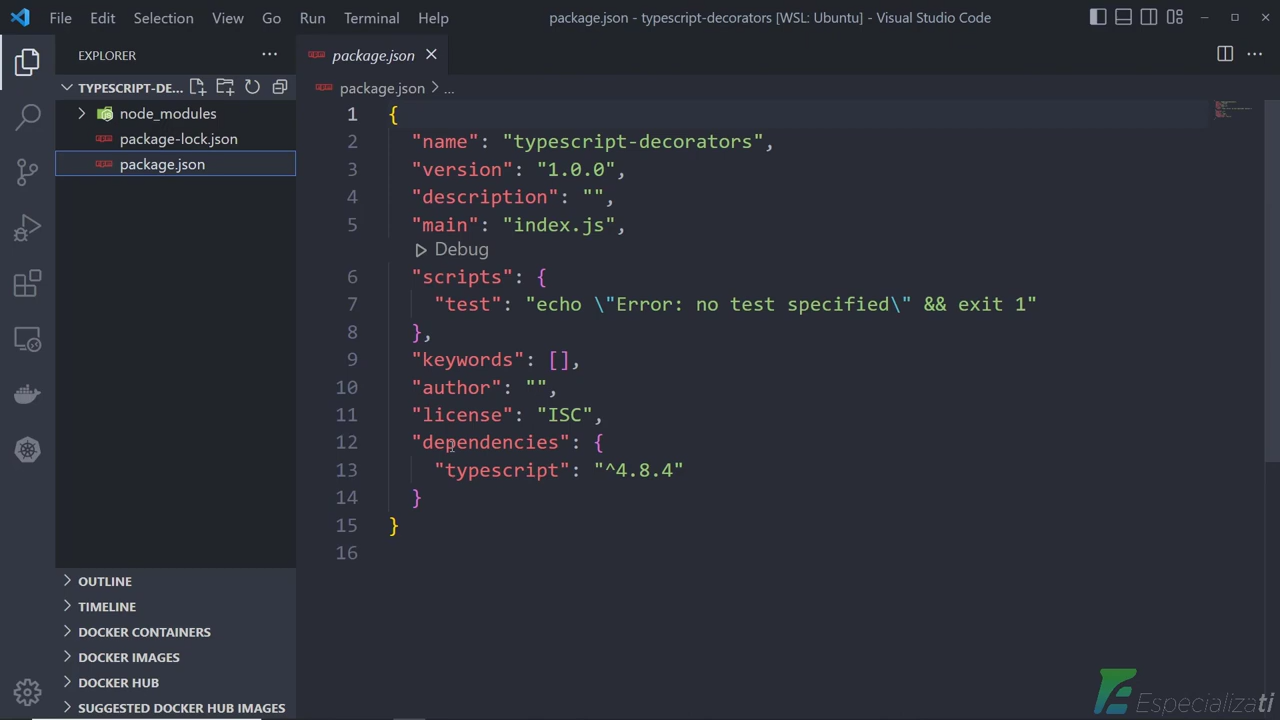 File Edit Selection View Go Run Terminal Help
package.json - typescript-decorators [WSL: Ubuntu] - Visual Studio Code
EXPLORER
TYPESCRIPT-DE...
node_modules
package-lock.json
package.json
OUTLINE
TIMELINE
DOCKER CONTAINERS
DOCKER IMAGES
DOCKER HUB
SUGGESTED DOCKER HUB IMAGES
package.json
package.json > ...
1 {
2 "name": "typescript-decorators",
3 "version": "1.0.0",
4 "description": "",
5 "main": "index.js",
Debug
6 "scripts": {
7 "test": "echo \"Error: no test specified\" && exit 1"
8 },
9 "keywords": [],
10 "author": "",
11 "license": "ISC",
12 "dependencies": {
13 "typescript": "^4.8.4"
14 }
15 }
16
Especializati